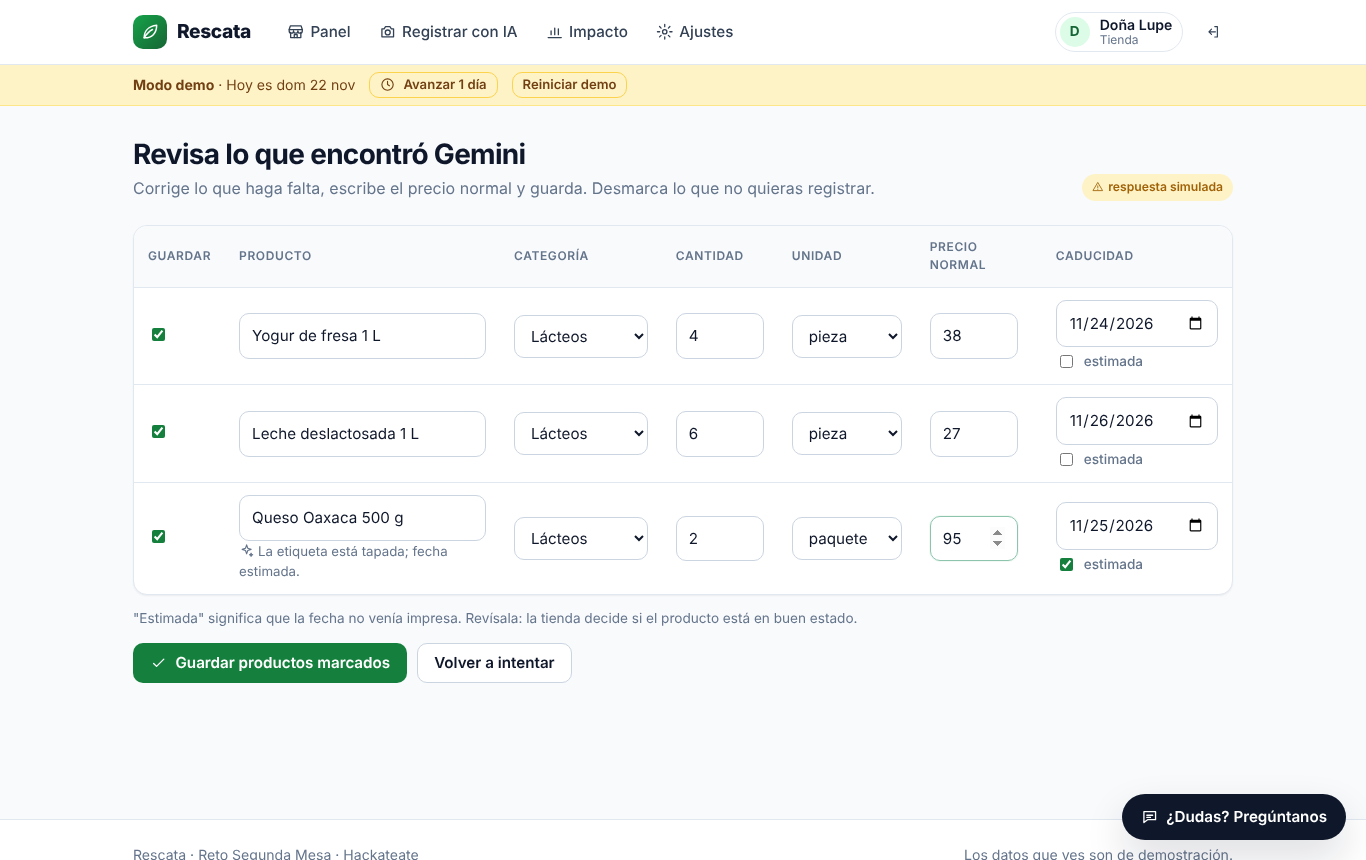 Rescata
Panel
Registrar con IA
Impacto
Ajustes
D
Doña Lupe
Tienda
Modo demo · Hoy es dom 22 nov
Avanzar 1 día
Reiniciar demo
Revisa lo que encontró Gemini
Corrige lo que haga falta, escribe el precio normal y guarda. Desmarca lo que no quieras registrar.
respuesta simulada
GUARDAR PRODUCTO CATEGORÍA CANTIDAD UNIDAD PRECIO NORMAL CADUCIDAD
Yogur de fresa 1 L Lácteos 4 pieza 38 11/24/2026
estimada
Leche deslactosada 1 L Lácteos 6 pieza 27 11/26/2026
estimada
Queso Oaxaca 500 g Lácteos 2 paquete 95 11/25/2026
La etiqueta está tapada; fecha
estimada.
estimada
"Estimada" significa que la fecha no venía impresa. Revísala: la tienda decide si el producto está en buen estado.
Guardar productos marcados
Volver a intentar
¿Dudas? Pregúntanos
Rescata · Reto Segunda Mesa · Hackateate
Los datos que ves son de demostración.